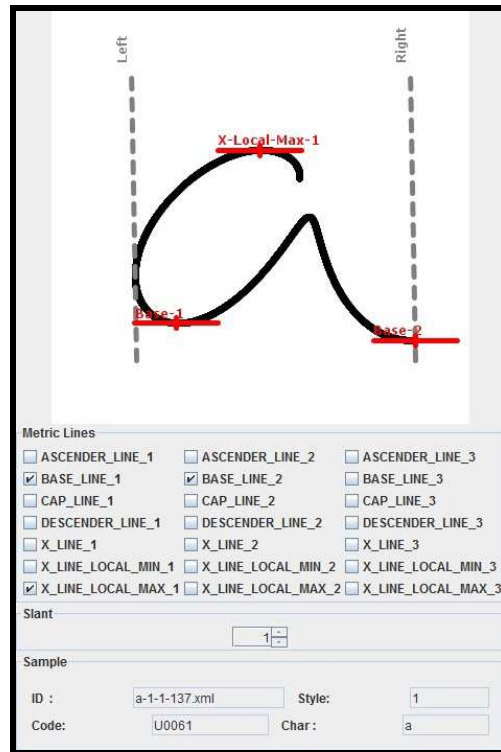 Left Right
X-Local-Max-1
Base-1
Base-2
Metric Lines
ASCENDER_LINE_1 ASCENDER_LINE_2 ASCENDER_LINE_3
BASE_LINE_1 BASE_LINE_2 BASE_LINE_3
CAP_LINE_1 CAP_LINE_2 CAP_LINE_3
DESCENDER_LINE_1 DESCENDER_LINE_2 DESCENDER_LINE_3
X_LINE_1 X_LINE_2 X_LINE_3
X_LINE_LOCAL_MIN_1 X_LINE_LOCAL_MIN_2 X_LINE_LOCAL_MIN_3
X_LINE_LOCAL_MAX_1 X_LINE_LOCAL_MAX_2 X_LINE_LOCAL_MAX_3
Slant
1
Sample
ID : a-1-1-137.xml Style: 1
Code: U0061 Char : a